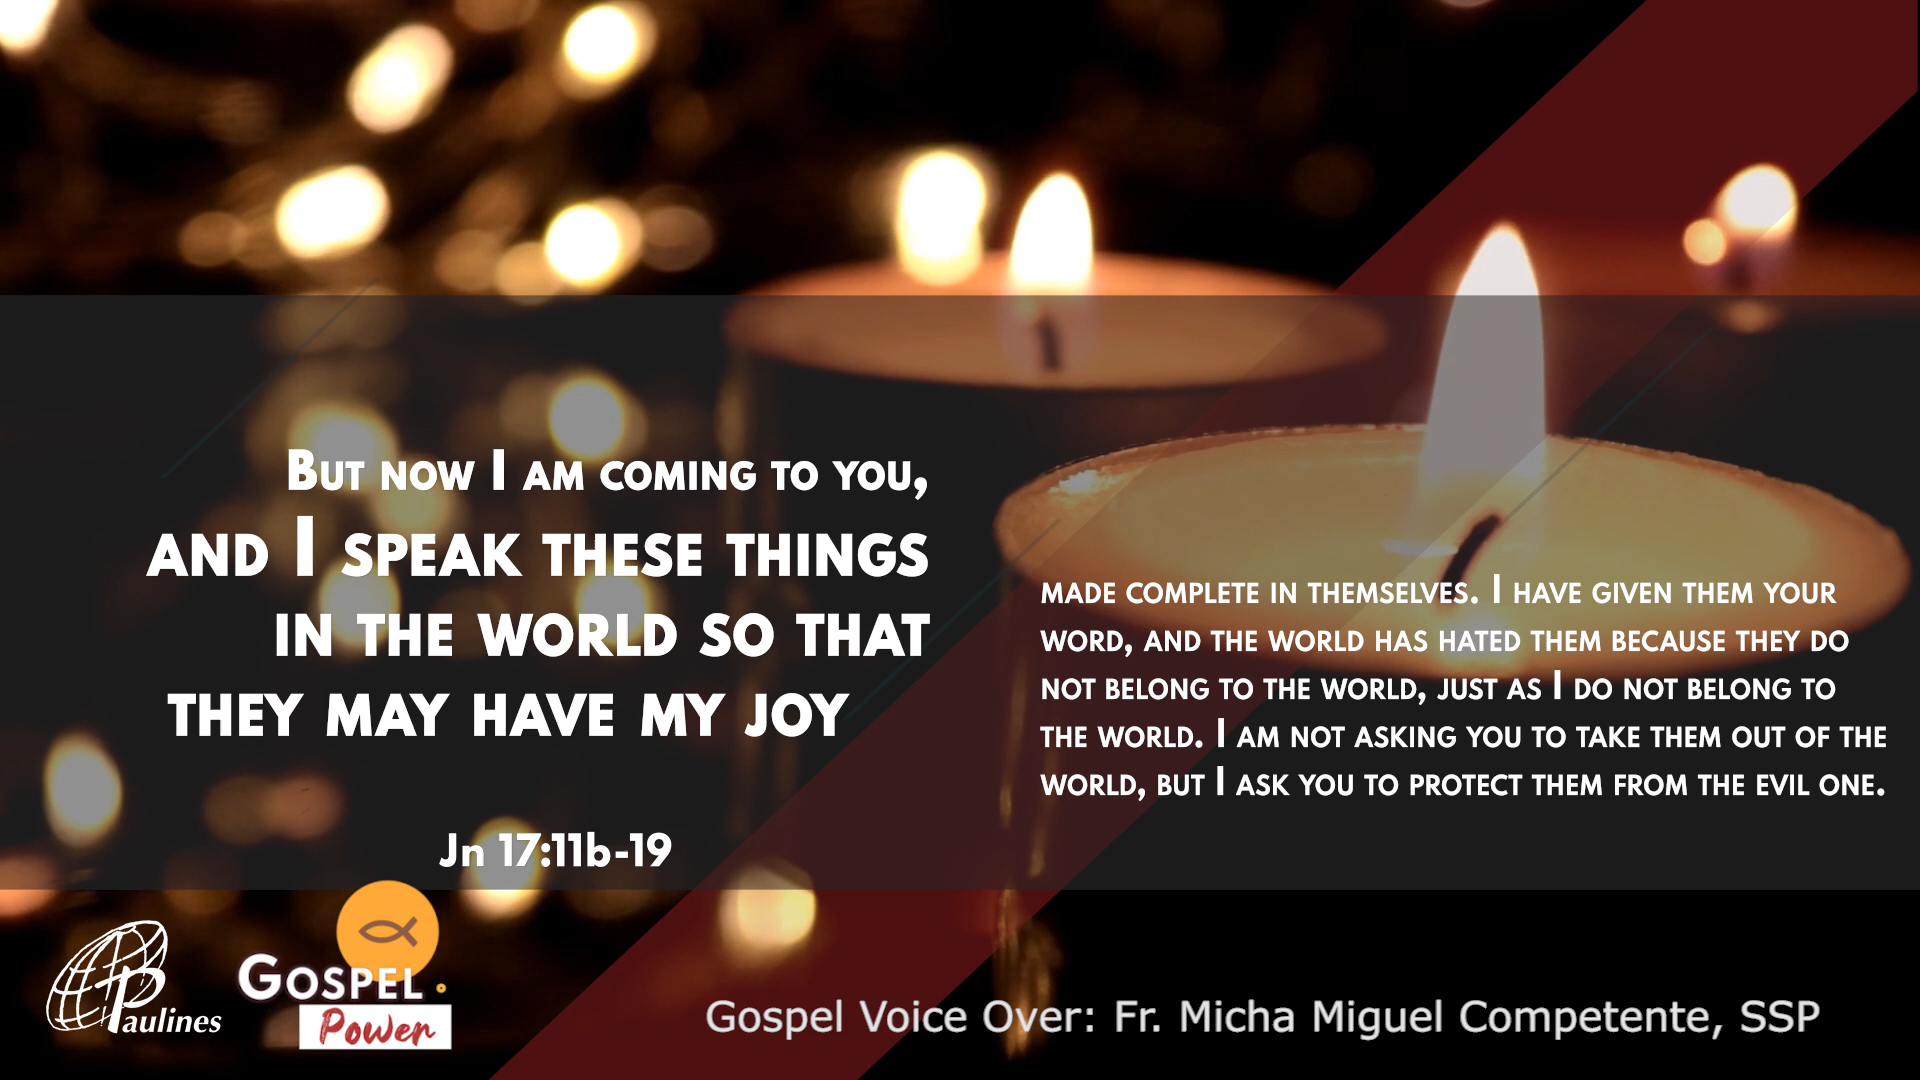 But now I am coming to you,
and I speak these things
in the world so that
they may have my joy
made complete in themselves. I have given them your
word, and the world has hated them because they do
not belong to the world, just as I do not belong to
the world. I am not asking you to take them out of the
world, but I ask you to protect them from the evil one.
Jn 17:11b-19
Paulines
Gospel
Power
Gospel Voice Over: Fr. Micha Miguel Competente, SSP